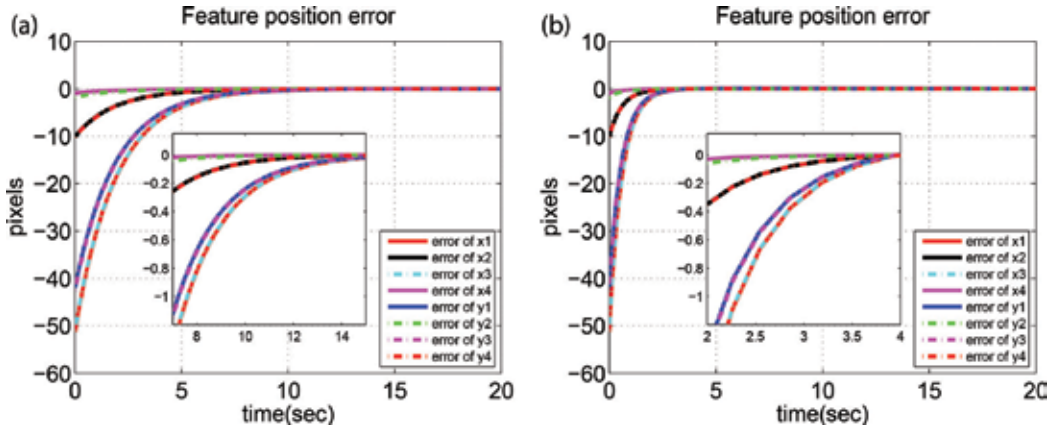 (a)
Feature position error
10
0
−10
−20
−30
−40
−50
−60
pixels
0
5
10
15
20
time(sec)
0
−0.2
−0.4
−0.6
−0.8
−1
8
10
12
14
error of x1
error of x2
error of x3
error of x4
error of y1
error of y2
error of y3
error of y4
(b)
Feature position error
10
0
−10
−20
−30
−40
−50
−60
pixels
0
5
10
15
20
time(sec)
0
−0.2
−0.4
−0.6
−0.8
−1
2
2.5
3
3.5
4
error of x1
error of x2
error of x3
error of x4
error of y1
error of y2
error of y3
error of y4